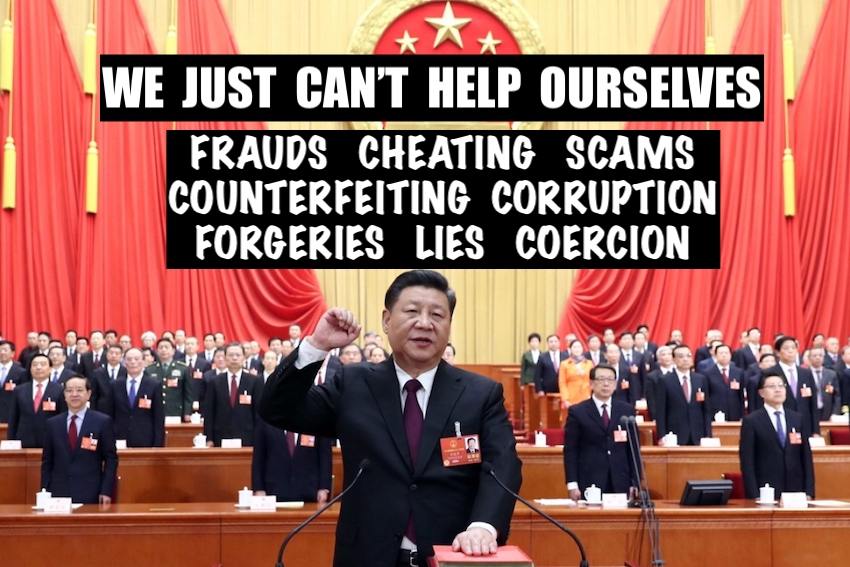 WE JUST CAN'T HELP OURSELVES
FRAUDS CHEATING SCAMS
COUNTERFEITING CORRUPTION
FORGERIES LIES COERCION